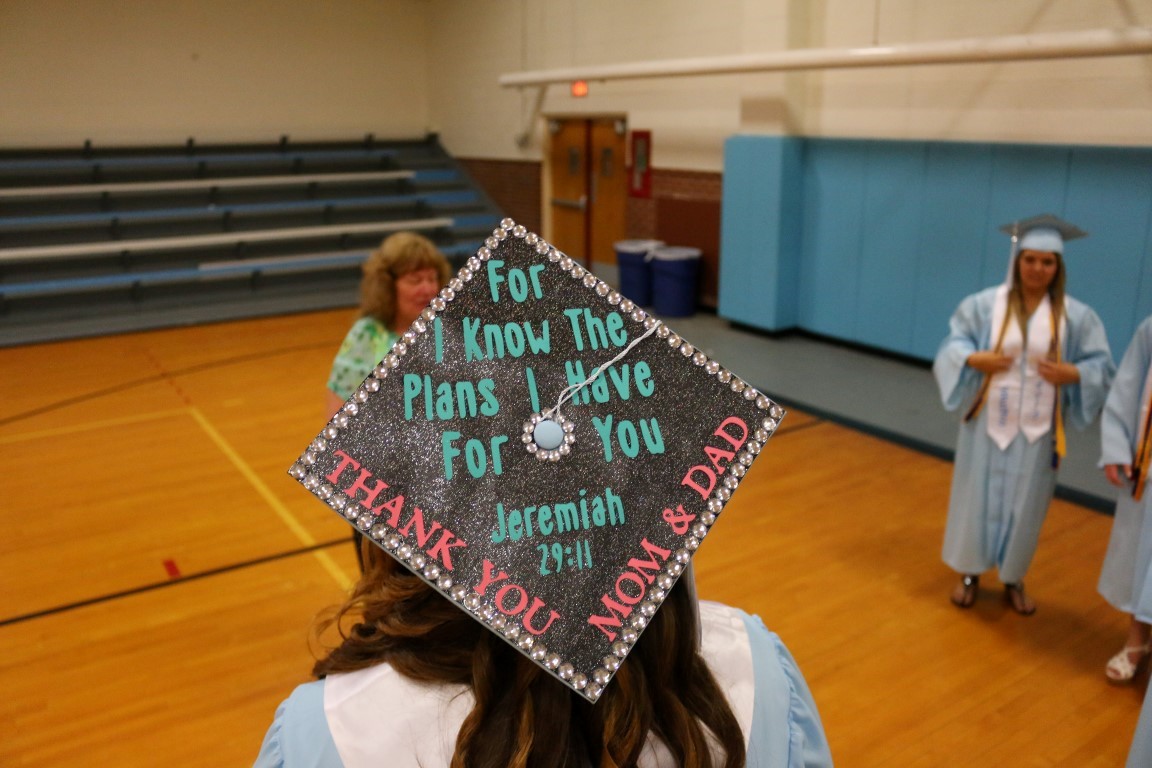 For
I Know The
Plans I Have
For You
Jeremiah
29:11
THANK YOU
MOM & DAD